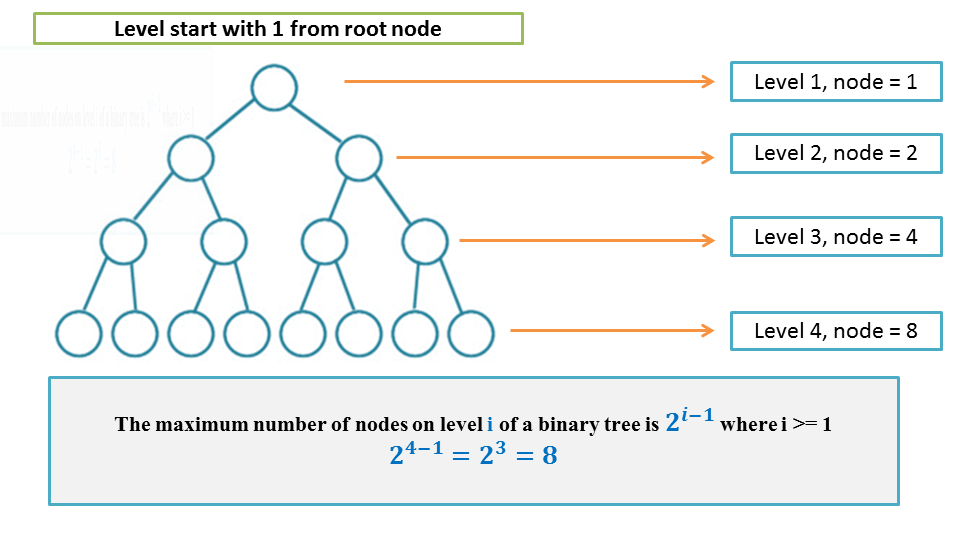 Level start with 1 from root node
Level 1, node = 1
Level 2, node = 2
Level 3, node = 4
Level 4, node = 8
The maximum number of nodes on level i of a binary tree is 2^{i−1} where i >= 1
2^{4−1} = 2^3 = 8